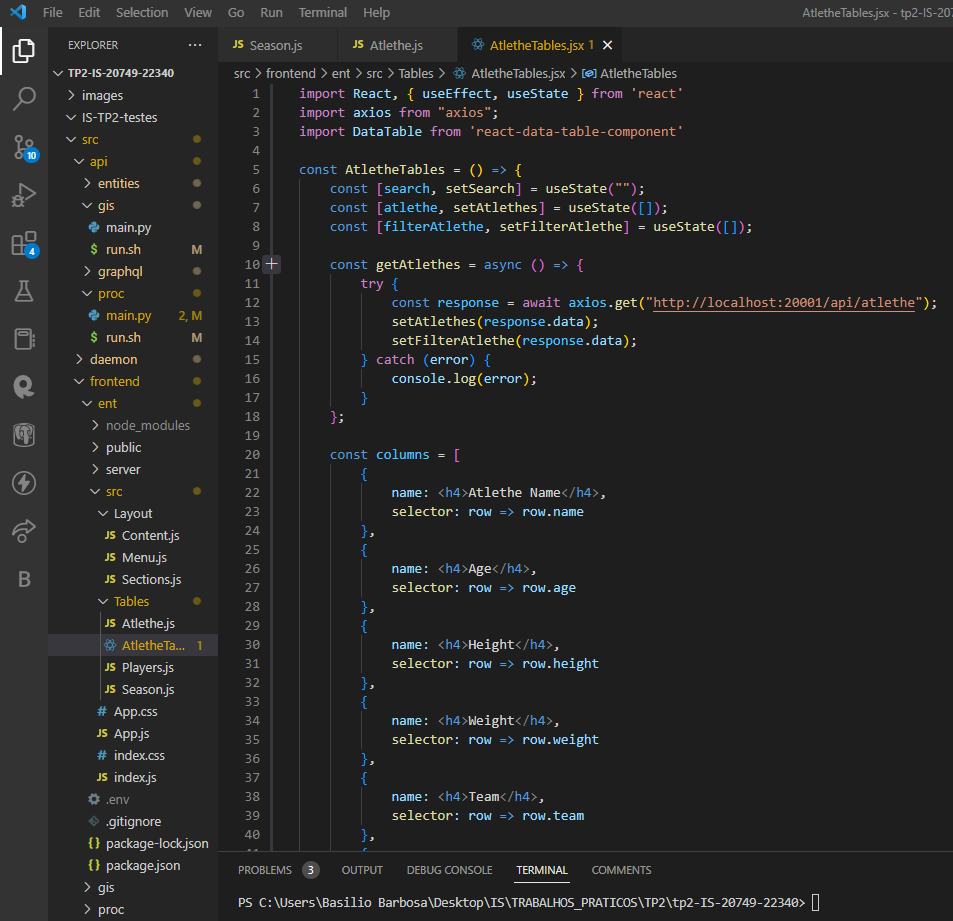 File Edit Selection View Go Run Terminal Help AtletheTables.jsx - tp2-IS-207
EXPLORER ...
TP2-IS-20749-22340
images
IS-TP2-testes
src
api
entities
gis
main.py
run.sh M
graphql
proc
main.py 2, M
run.sh M
daemon
frontend
ent
node_modules
public
server
src
Layout
JS Content.js
JS Menu.js
JS Sections.js
Tables
JS Atlethe.js
AtletheTa... 1
JS Players.js
JS Season.js
# App.css
JS App.js
# index.css
JS index.js
.env
.gitignore
{} package-lock.json
{} package.json
gis
proc
10
4
B
JS Season.js JS Atlethe.js AtletheTables.jsx 1
src > frontend > ent > src > Tables > AtletheTables.jsx > AtletheTables
1 import React, { useEffect, useState } from 'react'
2 import axios from "axios";
3 import DataTable from 'react-data-table-component'
4
5 const AtletheTables = () => {
6 const [search, setSearch] = useState("");
7 const [atlethe, setAtlethes] = useState([]);
8 const [filterAtlethe, setFilterAtlethe] = useState([]);
9
10 const getAtlethes = async () => {
11 try {
12 const response = await axios.get("http://localhost:20001/api/atlethe");
13 setAtlethes(response.data);
14 setFilterAtlethe(response.data);
15 } catch (error) {
16 console.log(error);
17 }
18 };
19
20 const columns = [
21 {
22 name: <h4>Atlethe Name</h4>,
23 selector: row => row.name
24 },
25 {
26 name: <h4>Age</h4>,
27 selector: row => row.age
28 },
29 {
30 name: <h4>Height</h4>,
31 selector: row => row.height
32 },
33 {
34 name: <h4>Weight</h4>,
35 selector: row => row.weight
36 },
37 {
38 name: <h4>Team</h4>,
39 selector: row => row.team
40 },
PROBLEMS 3 OUTPUT DEBUG CONSOLE TERMINAL COMMENTS
PS C:\Users\Basilio Barbosa\Desktop\IS\TRABALHOS_PRATICOS\TP2\tp2-IS-20749-22340>